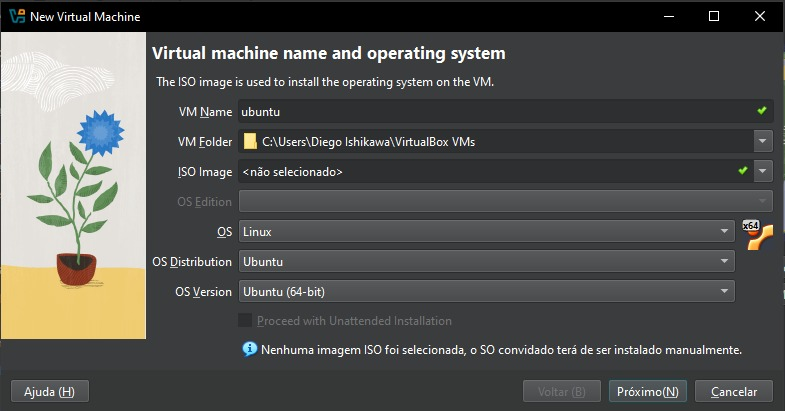 New Virtual Machine
Virtual machine name and operating system
The ISO image is used to install the operating system on the VM.
VM Name ubuntu
VM Folder C:\Users\Diego Ishikawa\VirtualBox VMs
ISO Image <não selecionado>
OS Edition
OS Linux
x64
OS Distribution Ubuntu
OS Version Ubuntu (64-bit)
Proceed with Unattended Installation
Nenhuma imagem ISO foi selecionada, o SO convidado terá de ser instalado manualmente.
Ajuda (H) Voltar (B) Próximo(N) Cancelar